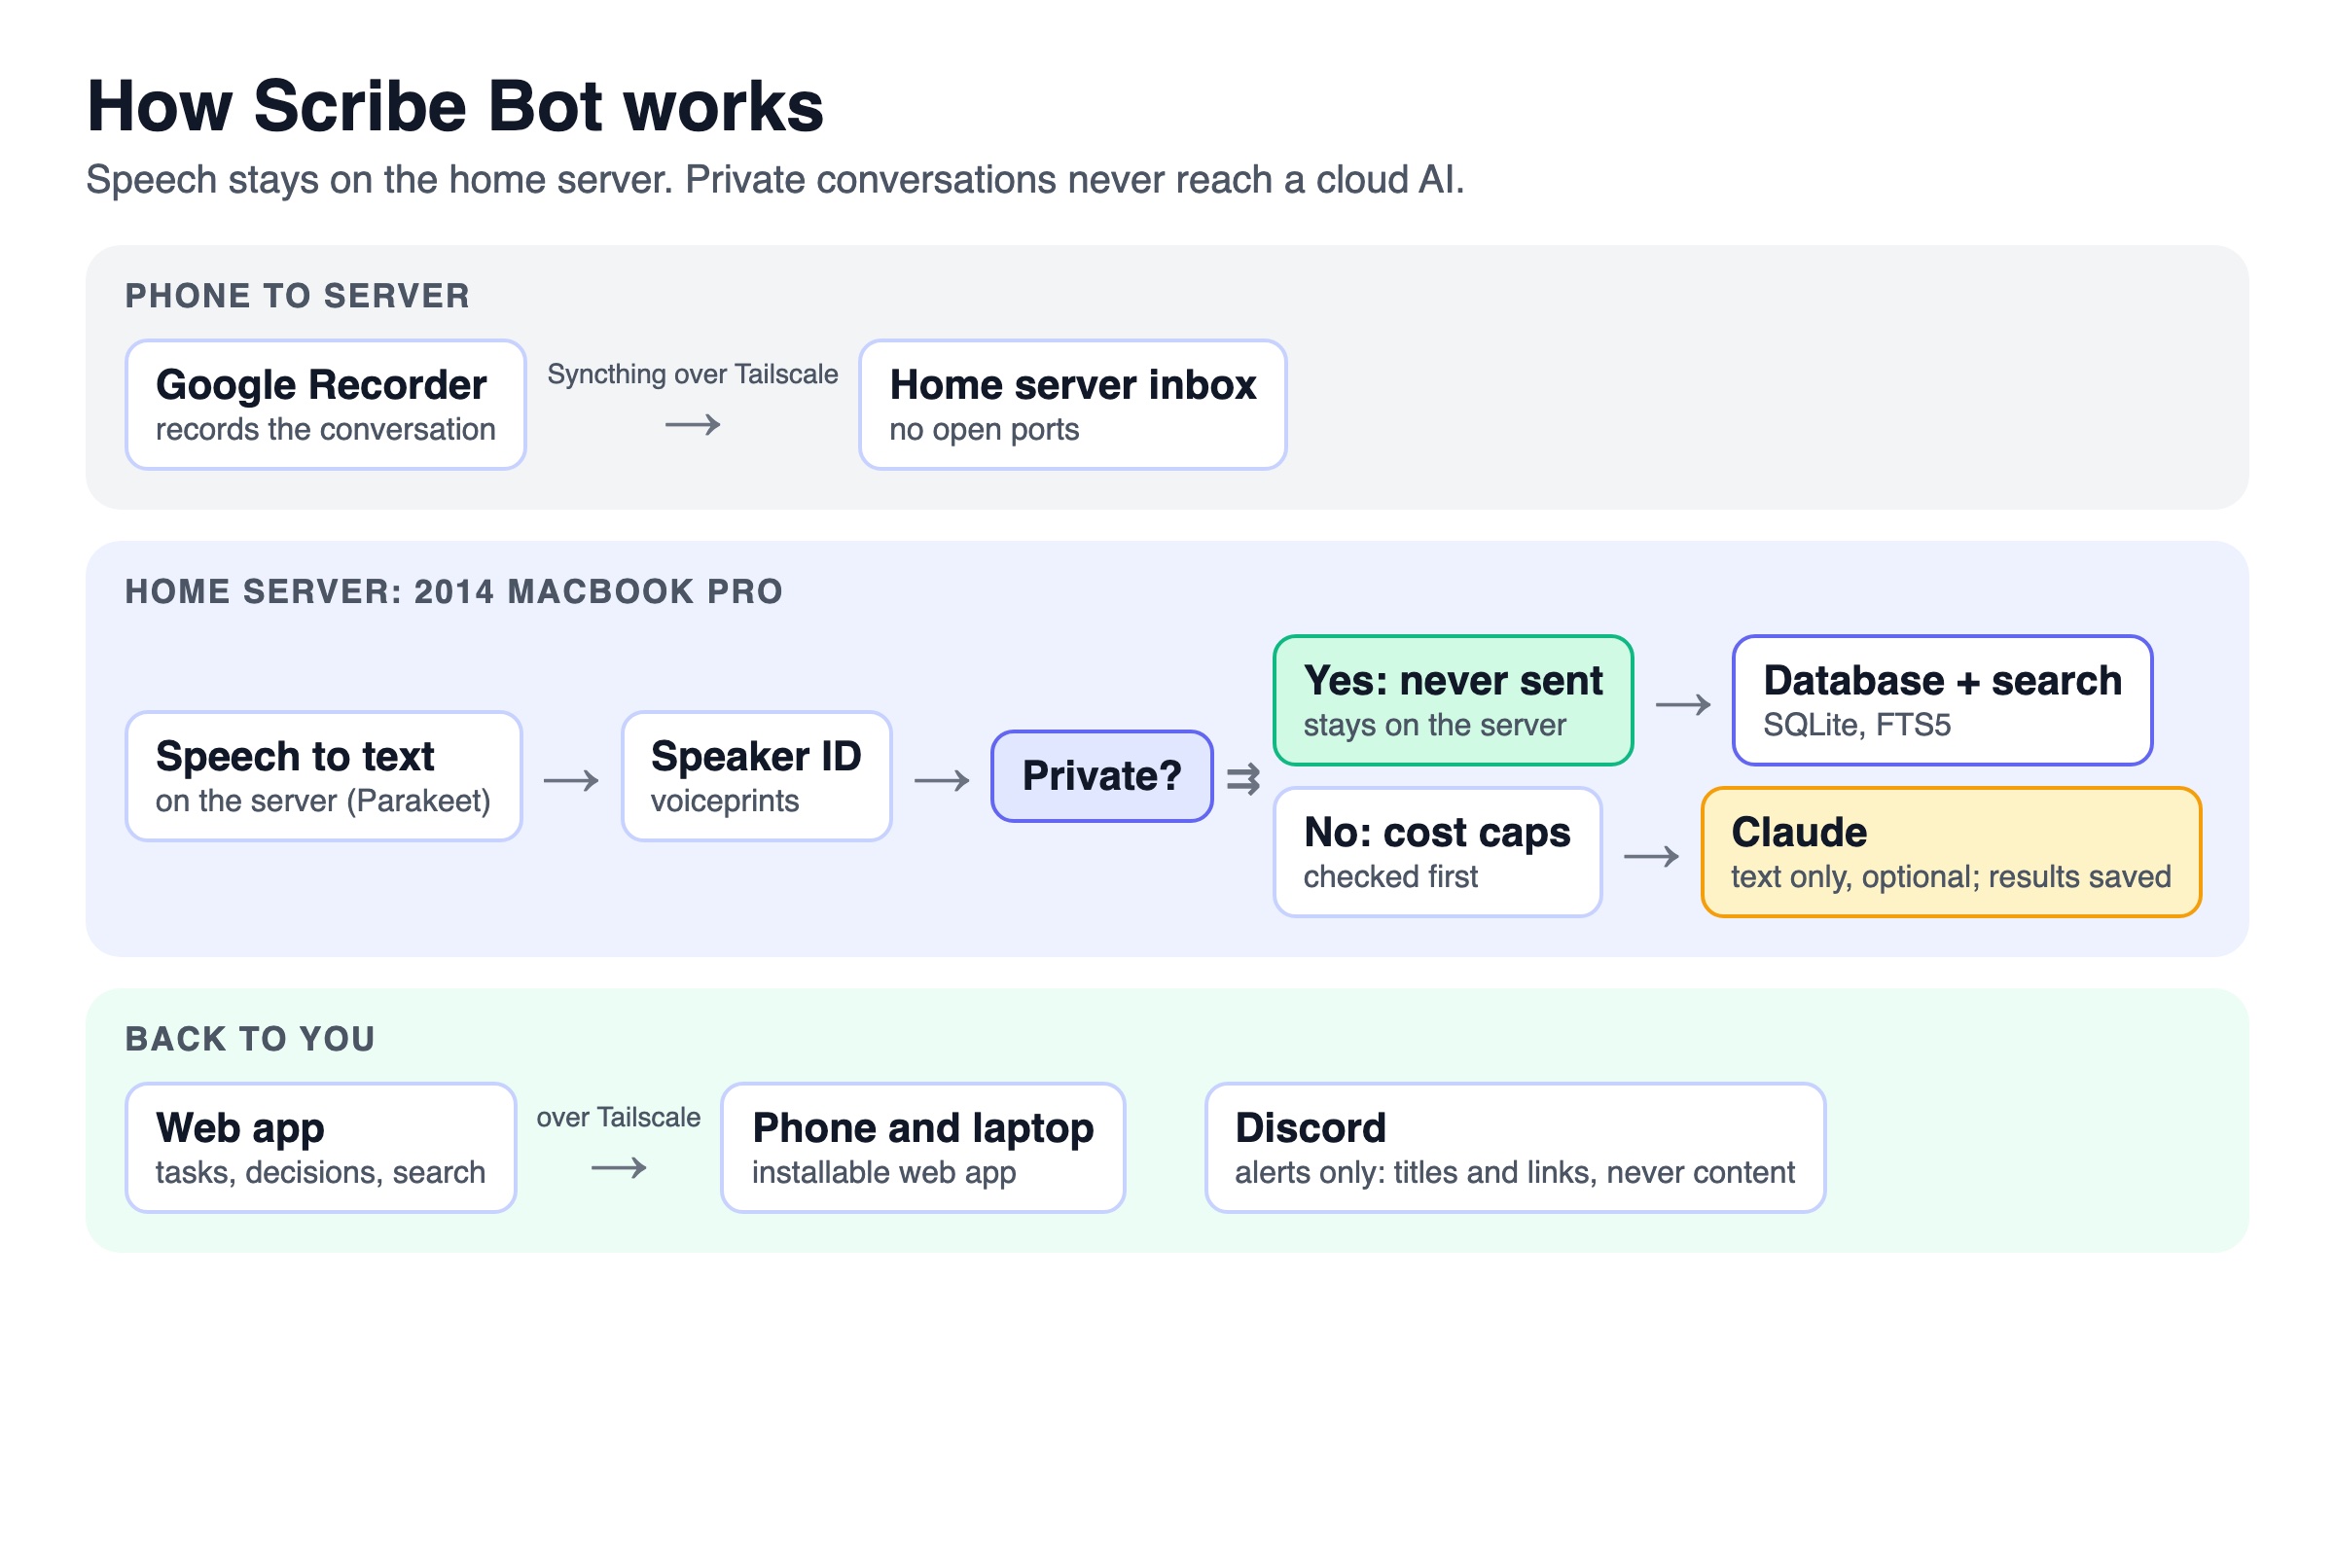 How Scribe Bot works
Speech stays on the home server. Private conversations never reach a cloud AI.
PHONE TO SERVER
Google Recorder
records the conversation
Syncthing over Tailscale
→
Home server inbox
no open ports
HOME SERVER: 2014 MACBOOK PRO
Speech to text
on the server (Parakeet)
→
Speaker ID
voiceprints
→
Private?
⇉
Yes: never sent
stays on the server
→
Database + search
SQLite, FTS5
No: cost caps
checked first
→
Claude
text only, optional; results saved
BACK TO YOU
Web app
tasks, decisions, search
over Tailscale
→
Phone and laptop
installable web app
Discord
alerts only: titles and links, never content